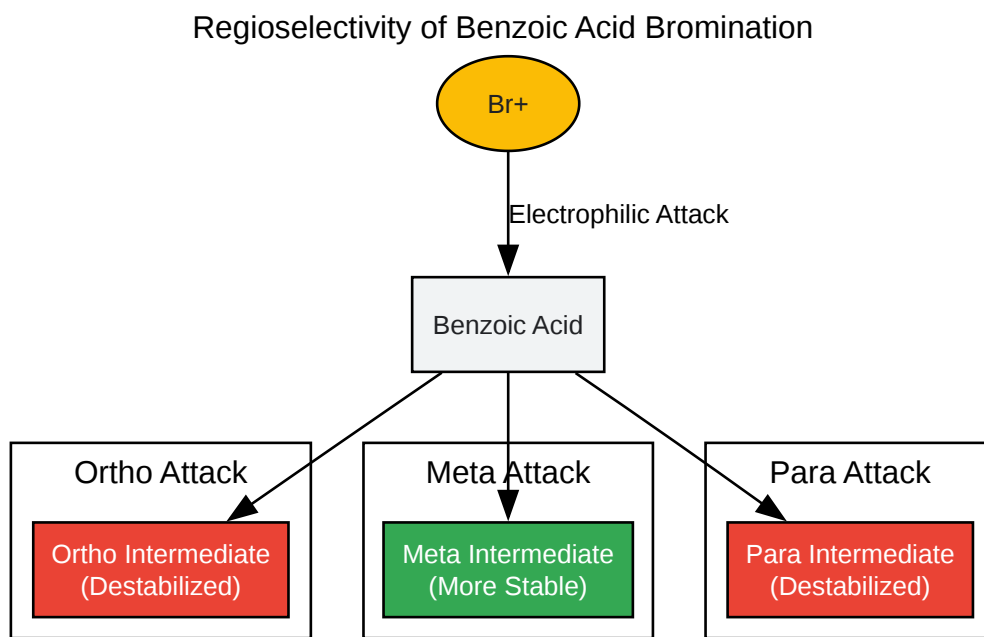 Regioselectivity of Benzoic Acid Bromination
Br+
Electrophilic Attack
Benzoic Acid
Ortho Attack
Meta Attack
Para Attack
Ortho Intermediate
(Destabilized)
Meta Intermediate
(More Stable)
Para Intermediate
(Destabilized)